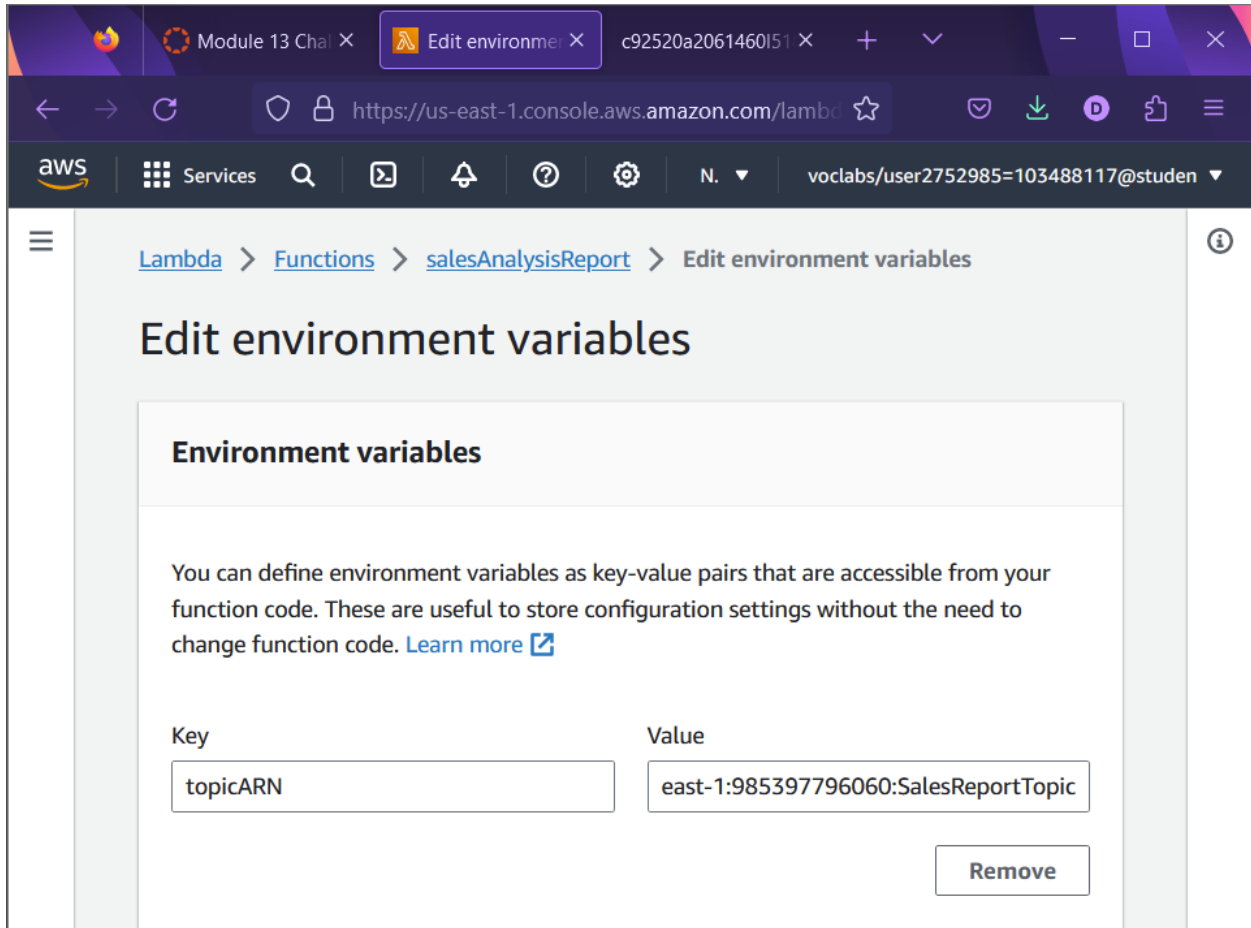 Module 13 Chal
Edit environmer
c92520a2061460l51
https://us-east-1.console.aws.amazon.com/lambd
D
aws
Services
N.
voclabs/user2752985=103488117@studen
Lambda > Functions > salesAnalysisReport > Edit environment variables
Edit environment variables
Environment variables
You can define environment variables as key-value pairs that are accessible from your
function code. These are useful to store configuration settings without the need to
change function code. Learn more
Key
Value
topicARN
east-1:985397796060:SalesReportTopic
Remove